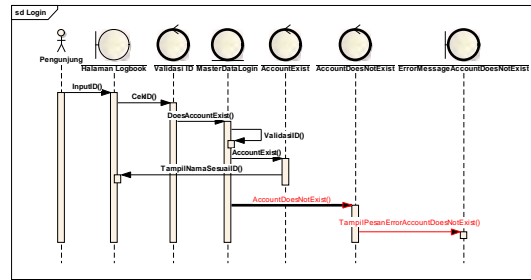 sd Login
Pengunjung
Halaman Logbook
Validasi ID
MasterDataLogin
AccountExist
AccountDoesNotExist
ErrorMessageAccountDoesNotExist
InputID()
CekID()
DoesAccountExist()
ValidasiID()
AccountExist()
TampilNamaSesuaiID()
AccountDoesNotExist()
TampilPesanErrorAccountDoesNotExist()